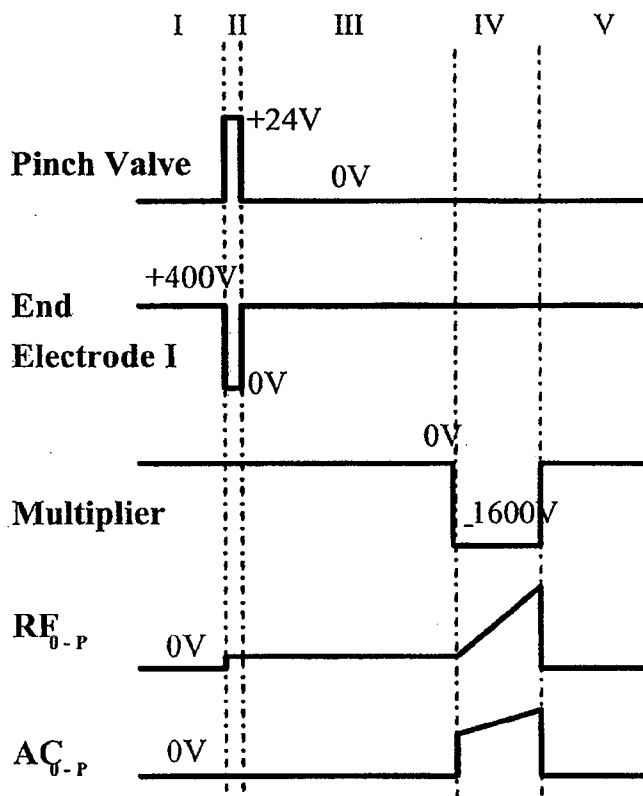 I II III IV V
+24V
Pinch Valve
0V
+400V
End
Electrode I
0V
0V
Multiplier
-1600V
RF0-P
0V
AC0-P
0V